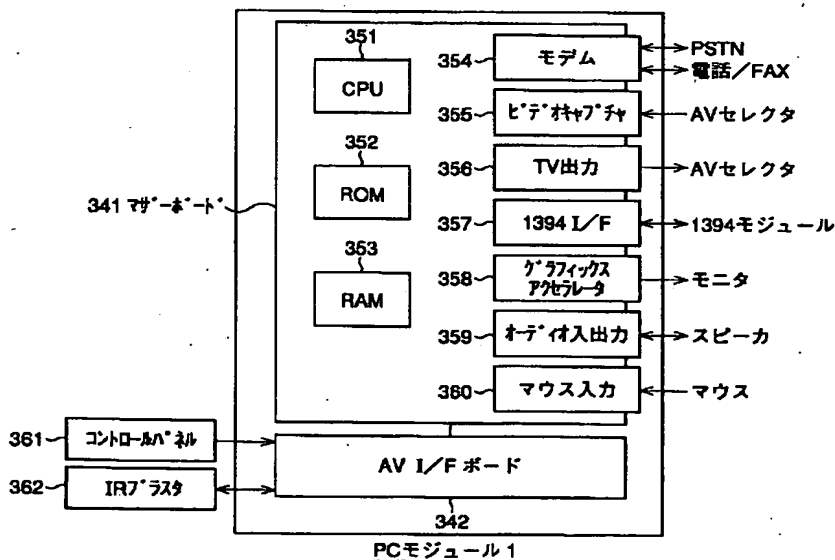 351
CPU
352
ROM
353
RAM
341 マザーボード
354
モデム
PSTN
電話／FAX
355
ビデオキャプチャ
AVセレクタ
356
TV出力
AVセレクタ
357
1394 I／F
1394モジュール
358
グラフィックス
アクセラレータ
モニタ
359
オーディオ入出力
スピーカ
360
マウス入力
マウス
361
コントロールパネル
362
IRブラスタ
AV I／F ボード
342
PCモジュール 1